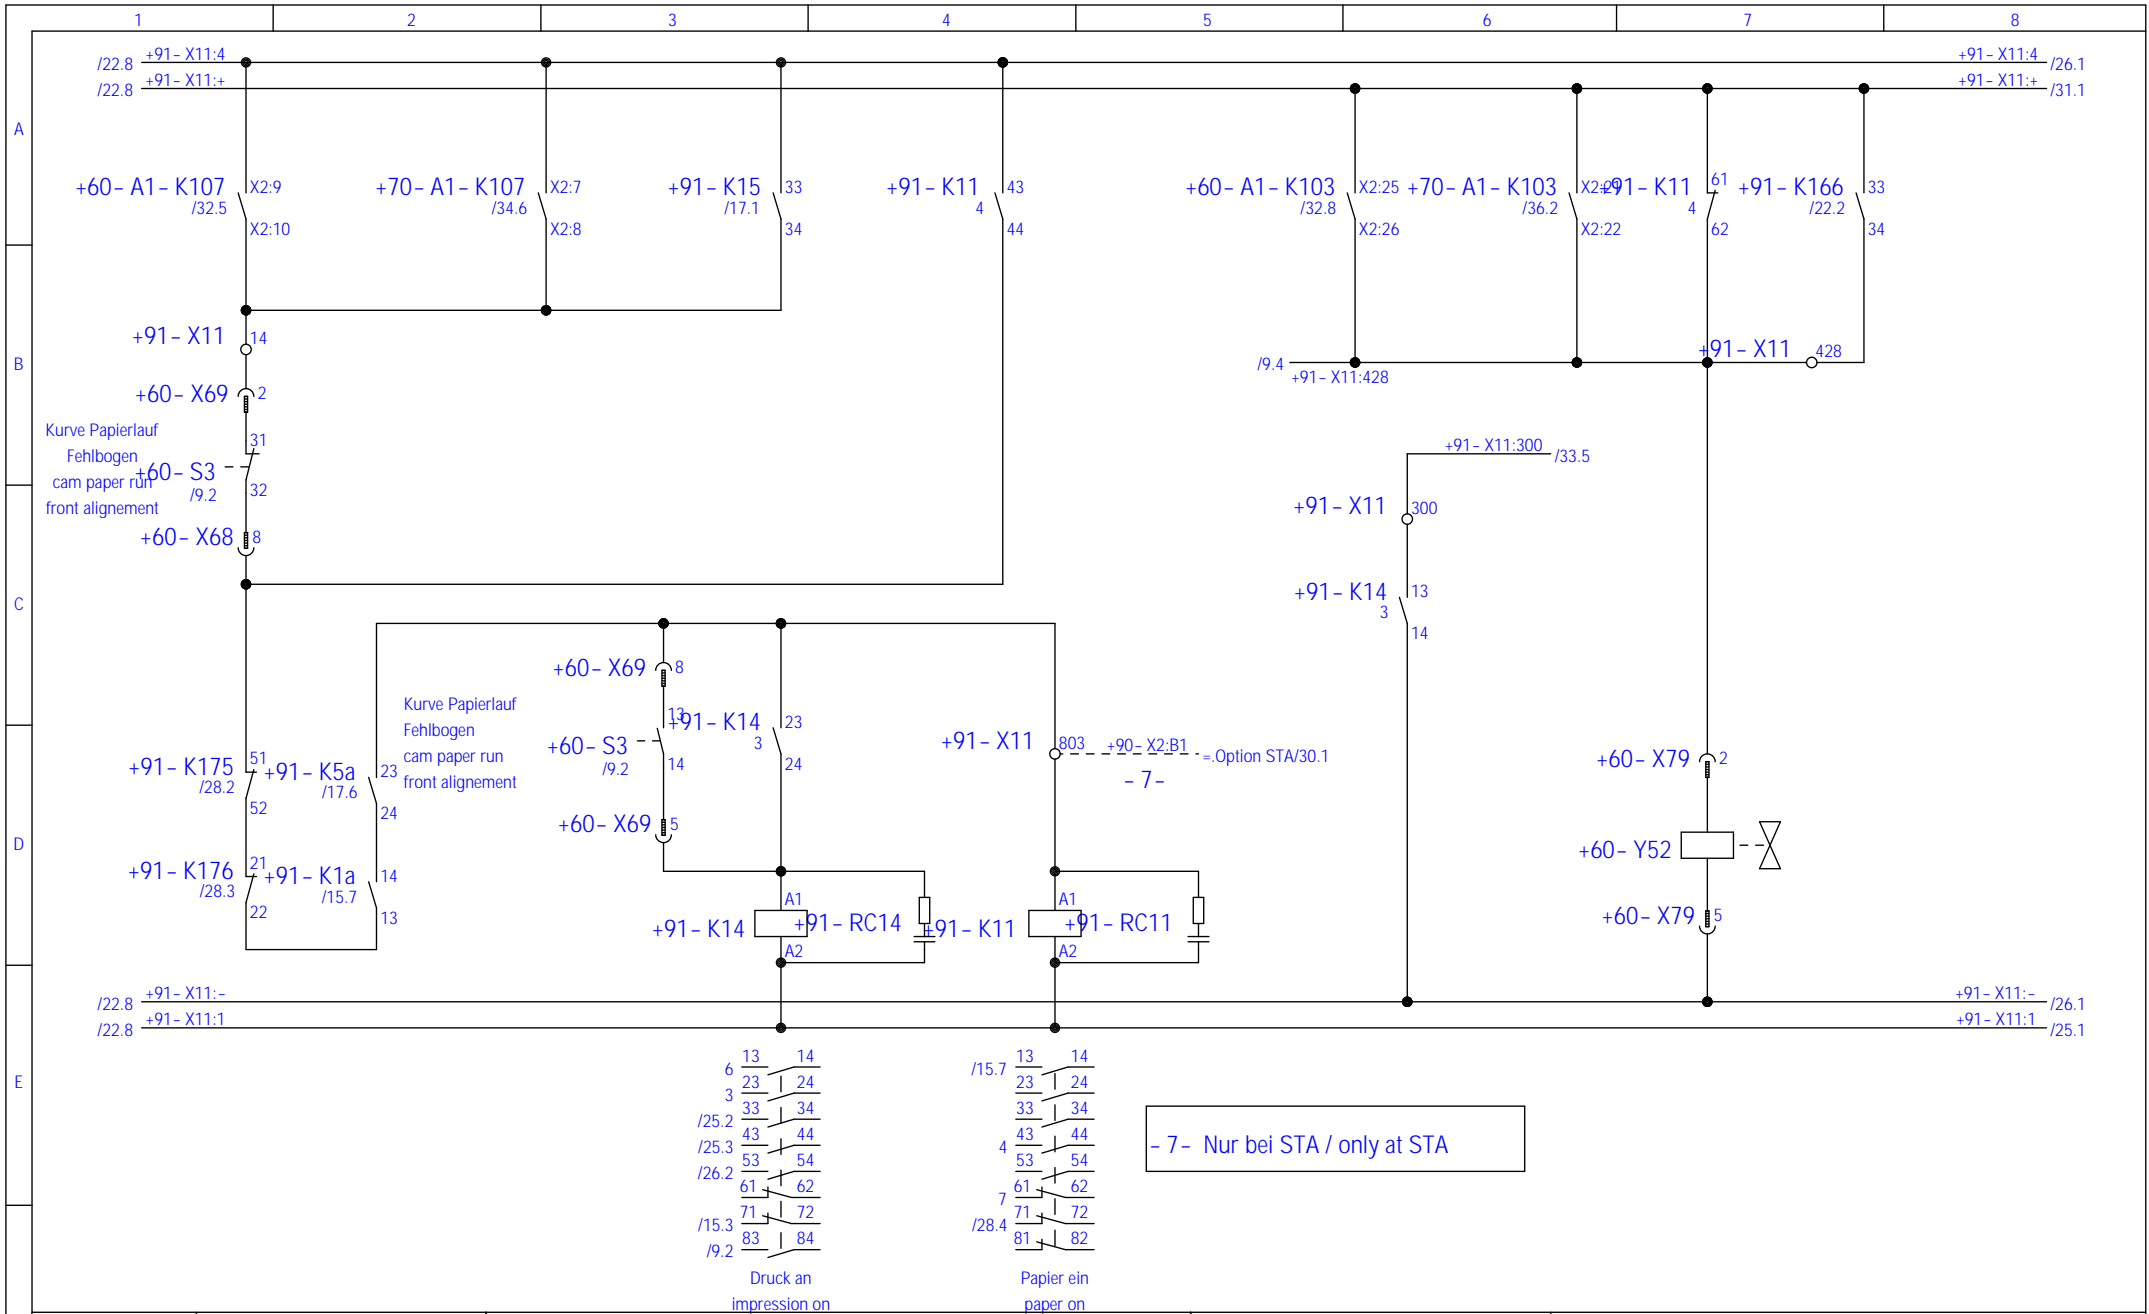 1 2 3 4 5 6 7 8
/22.8 +91-X11:4 +91-X11:4 /26.1
/22.8 +91-X11:+ +91-X11:+ /31.1
A
+60-A1-K107 X2:9 +70-A1-K107 X2:7 +91-K15 33 +91-K11 43 +60-A1-K103 X2:25 +70-A1-K103 X2:21 +91-K11 61 +91-K166 33
/32.5 /34.6 /17.1 4 /32.8 /36.2 4 /22.2
X2:10 X2:8 34 44 X2:26 X2:22 62 34
+91-X11 14
B
/9.4 +91-X11:428 +91-X11 428
+60-X69 2
Kurve Papierlauf
Fehlbogen
cam paper run
front alignement
31
+60-S3
/9.2 32
+91-X11:300 /33.5
+91-X11 300
+60-X68 8
C
+91-K14 13
3
14
+60-X69 8
Kurve Papierlauf
Fehlbogen
cam paper run
front alignement
13
+60-S3
/9.2
14
+91-K14 23
3
24
+91-X11 803 +90-X2:B1 =.Option STA/30.1
-7-
+91-K175 51
/28.2
52
+91-K5a 23
/17.6
24
+60-X79 2
+60-X69 5
D
+60-Y52
+91-K176 21
/28.3
22
+91-K1a 14
/15.7
13
A1
+91-K14 +91-RC14
A2
A1
+91-K11 +91-RC11
A2
+60-X79 5
/22.8 +91-X11:- +91-X11:- /26.1
/22.8 +91-X11:1 +91-X11:1 /25.1
E
6 13 14
3 23 24
/25.2 33 34
/25.3 43 44
/26.2 53 54
61 62
/15.3 71 72
/9.2 83 84
Druck an
impression on
/15.7 13 14
23 24
33 34
4 43 44
53 54
7 61 62
/28.4 71 72
81 82
Papier ein
paper on
-7- Nur bei STA / only at STA